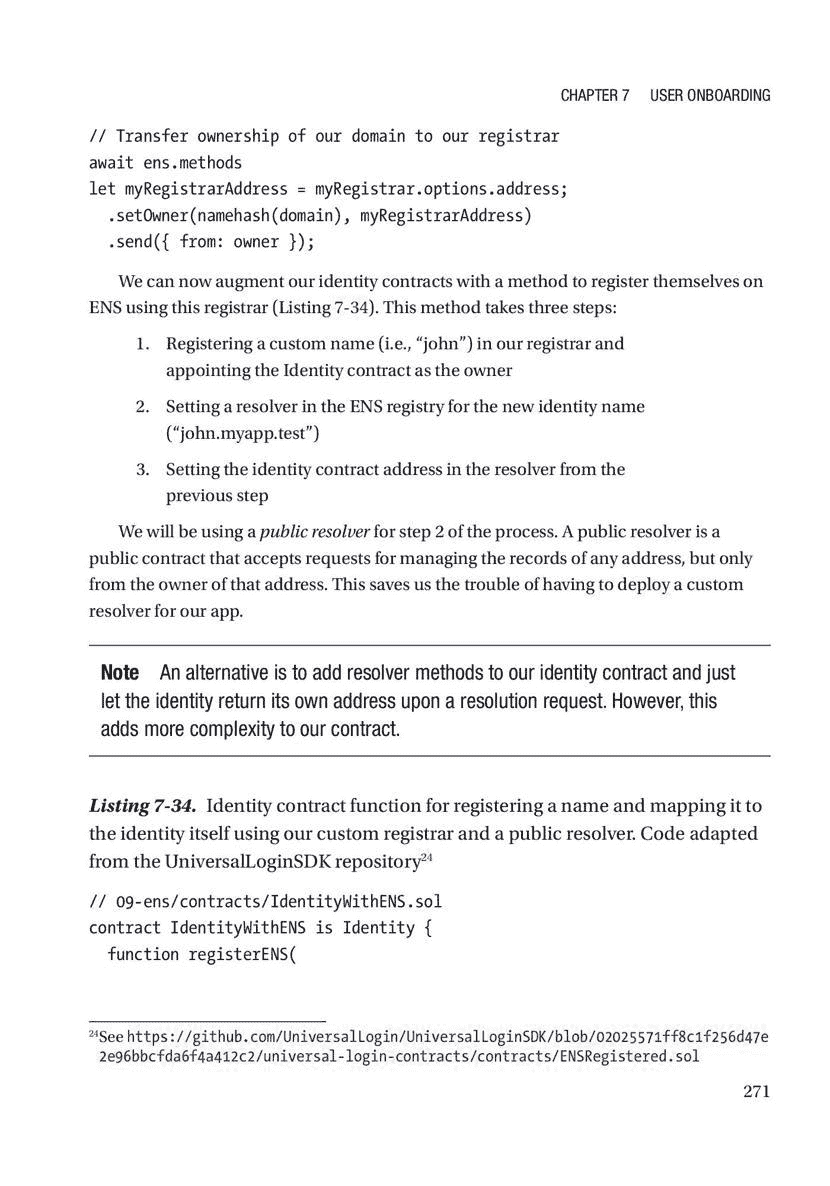 CHAPTER 7 USER ONBOARDING
// Transfer ownership of our domain to our registrar
await ens.methods
let myRegistrarAddress = myRegistrar.options.address;
.setOwner(namehash(domain), myRegistrarAddress)
.send({ from: owner });
We can now augment our identity contracts with a method to register themselves on
ENS using this registrar (Listing 7-34). This method takes three steps:
1. Registering a custom name (i.e., “john”) in our registrar and
appointing the Identity contract as the owner
2. Setting a resolver in the ENS registry for the new identity name
(“john.myapp.test”)
3. Setting the identity contract address in the resolver from the
previous step
We will be using a public resolver for step 2 of the process. A public resolver is a
public contract that accepts requests for managing the records of any address, but only
from the owner of that address. This saves us the trouble of having to deploy a custom
resolver for our app.
Note An alternative is to add resolver methods to our identity contract and just
let the identity return its own address upon a resolution request. However, this
adds more complexity to our contract.
Listing 7-34. Identity contract function for registering a name and mapping it to
the identity itself using our custom registrar and a public resolver. Code adapted
from the UniversalLoginSDK repository24
// 09-ens/contracts/IdentityWithENS.sol
contract IdentityWithENS is Identity {
function registerENS(
24See https://github.com/UniversalLogin/UniversalLoginSDK/blob/02025571ff8c1f256d47e
2e96bbcfda6f4a412c2/universal-login-contracts/contracts/ENSRegistered.sol
271